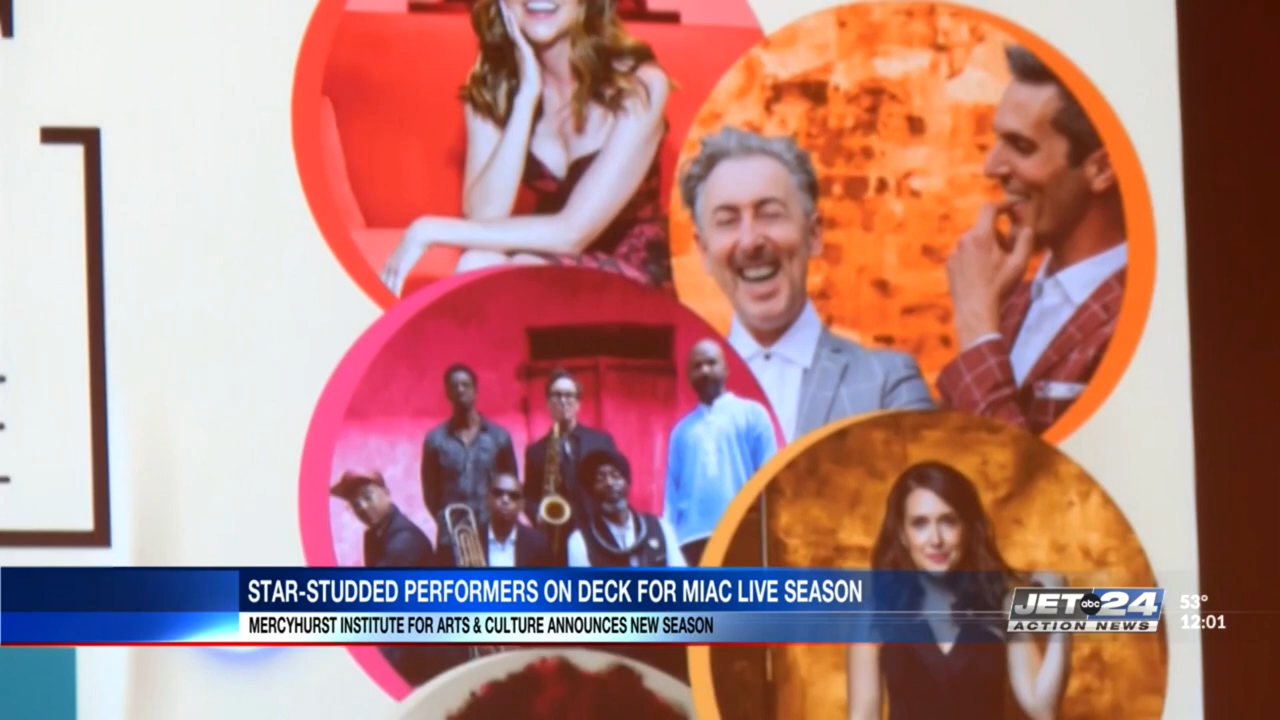 STAR-STUDDED PERFORMERS ON DECK FOR MIAC LIVE SEASON
MERCYHURST INSTITUTE FOR ARTS & CULTURE ANNOUNCES NEW SEASON
JET abc 24
ACTION NEWS
53°
12:01